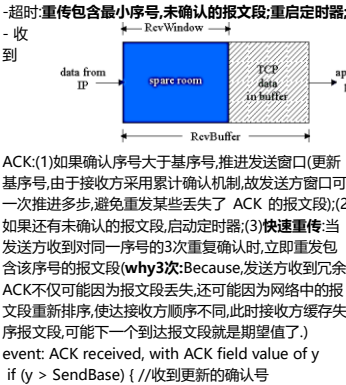 -超时:重传包含最小序号,未确认的报文段;重启定时器;
- 收到
RcvWindow
data from IP
spare room
TCP data in buffer
RcvBuffer
ACK:(1)如果确认序号大于基序号,推进发送窗口(更新
基序号,由于接收方采用累计确认机制,故发送方窗口可
一次推进多步,避免重发某些丢失了 ACK 的报文段);(2
如果还有未确认的报文段,启动定时器;(3)快速重传:当
发送方收到对同一序号的3次重复确认时,立即重发包
含该序号的报文段(why3次:Because,发送方收到冗余
ACK不仅可能因为报文段丢失,还可能因为网络中的报
文段重新排序,使达接收方顺序不同,此时接收方缓存失
序报文段,可能下一个到达报文段就是期望值了.)
event: ACK received, with ACK field value of y
if (y > SendBase) { //收到更新的确认号